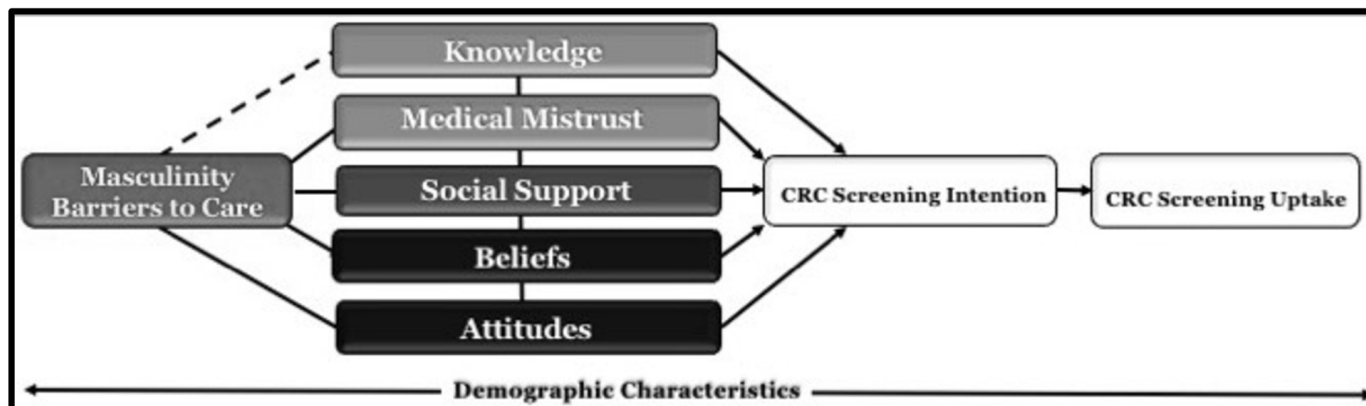 Knowledge
Medical Mistrust
Masculinity
Barriers to Care
Social Support
CRC Screening Intention
CRC Screening Uptake
Beliefs
Attitudes
Demographic Characteristics